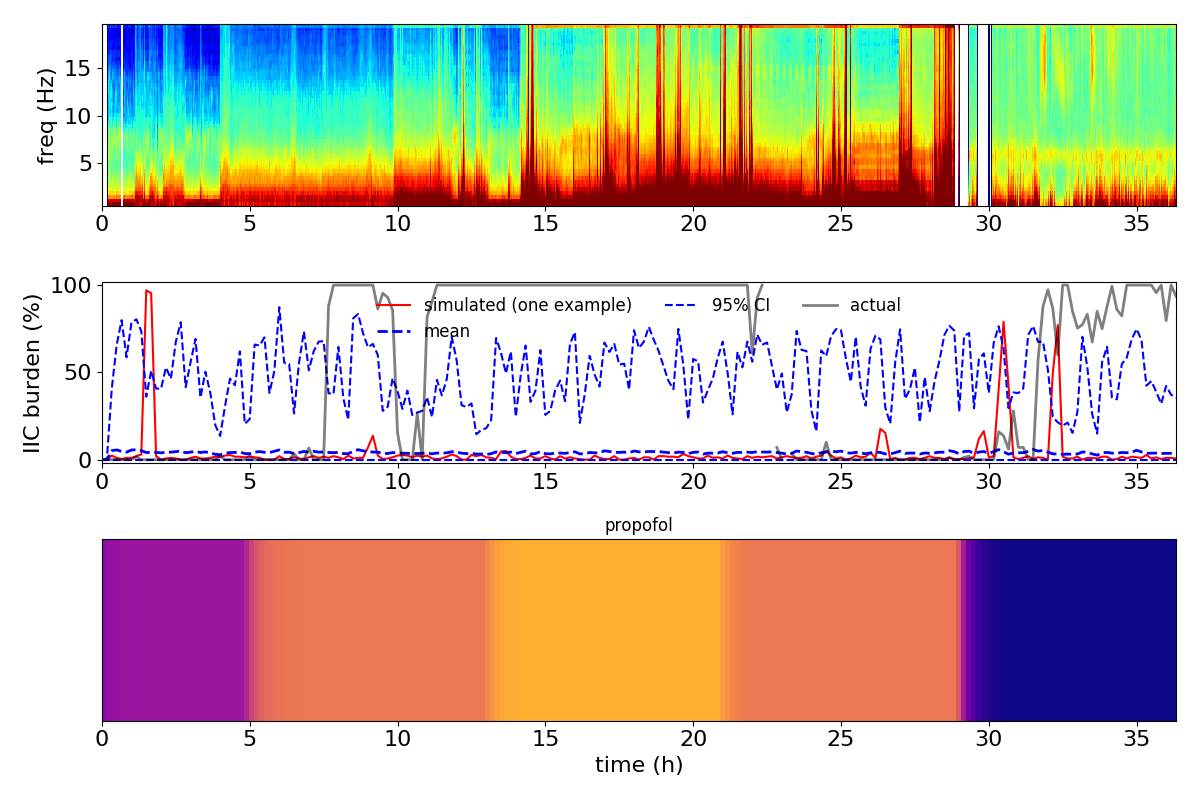 freq (Hz)
15
10
5
0 5 10 15 20 25 30 35
IIC burden (%)
100
50
0
simulated (one example) 95% CI actual
mean
0 5 10 15 20 25 30 35
propofol
0 5 10 15 20 25 30 35
time (h)